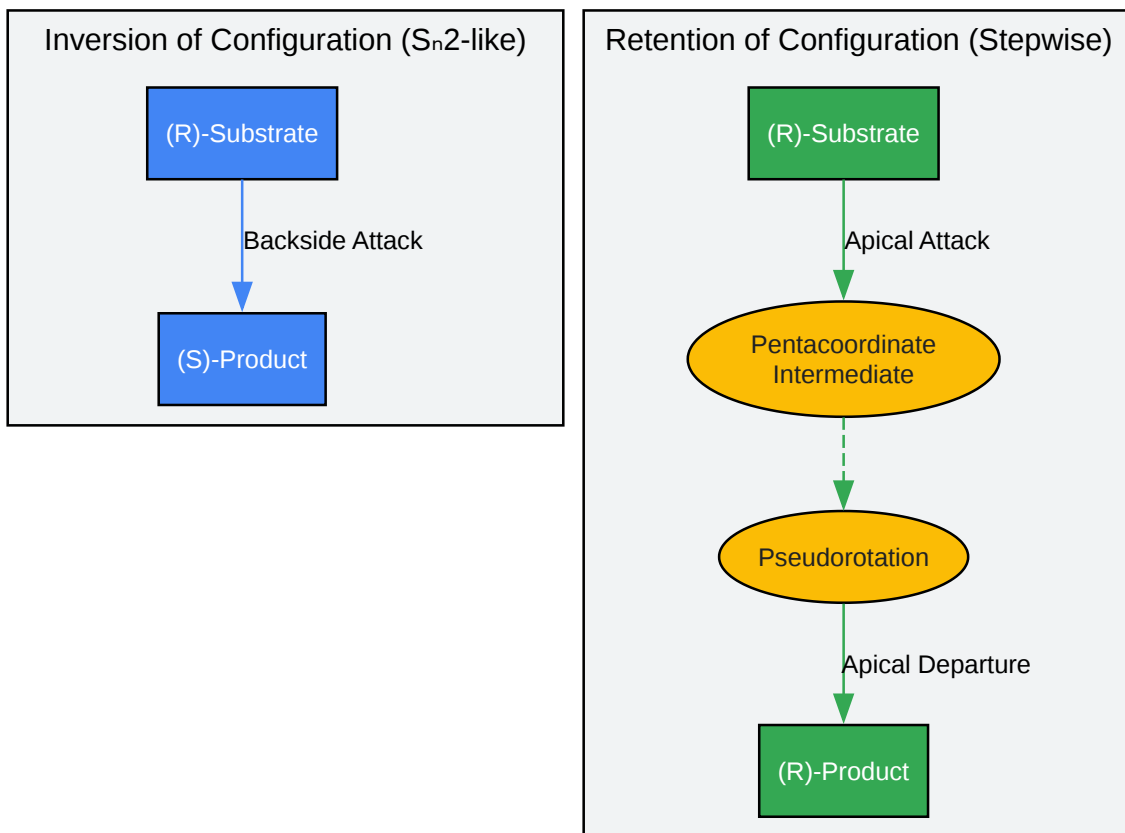 Inversion of Configuration (Sₙ2-like)
(R)-Substrate
Backside Attack
(S)-Product
Retention of Configuration (Stepwise)
(R)-Substrate
Apical Attack
Pentacoordinate
Intermediate
Pseudorotation
Apical Departure
(R)-Product